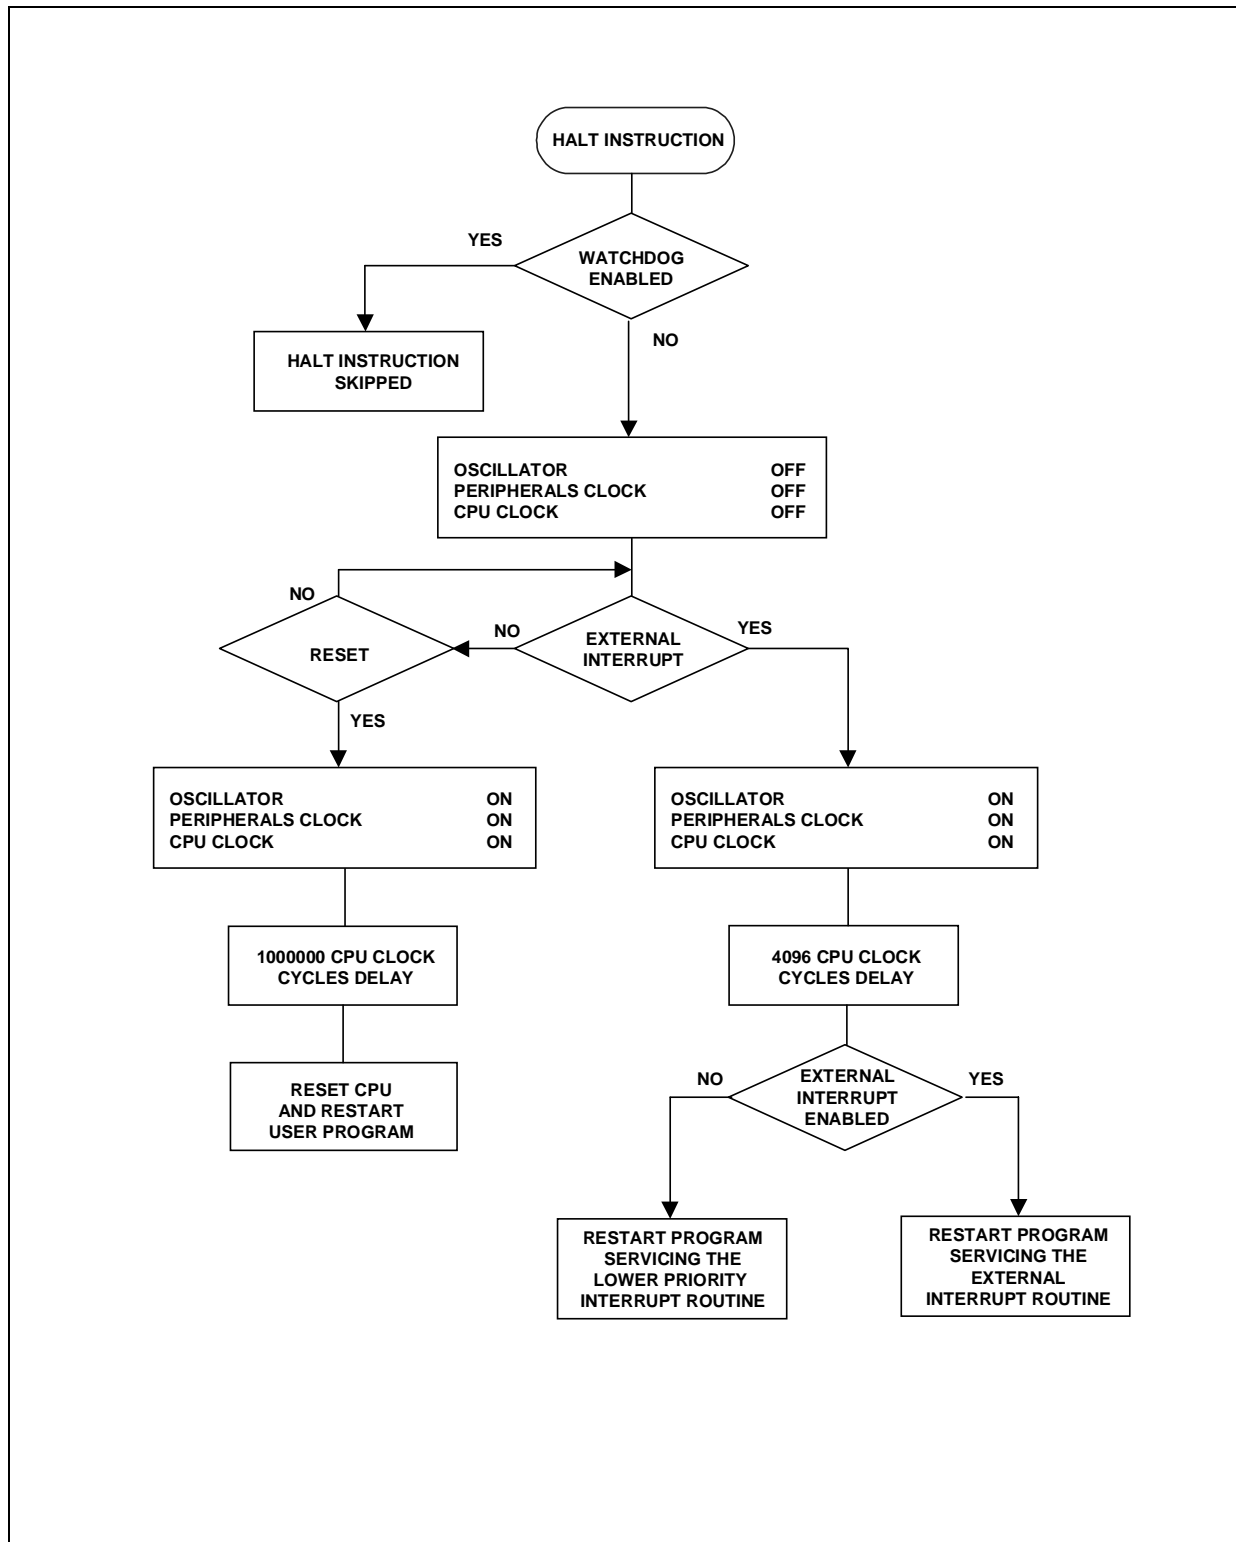 HALT INSTRUCTION
YES
WATCHDOG
ENABLED
NO
HALT INSTRUCTION
SKIPPED
OSCILLATOR OFF
PERIPHERALS CLOCK OFF
CPU CLOCK OFF
NO
RESET
NO
EXTERNAL
INTERRUPT
YES
YES
OSCILLATOR ON
PERIPHERALS CLOCK ON
CPU CLOCK ON
OSCILLATOR ON
PERIPHERALS CLOCK ON
CPU CLOCK ON
1000000 CPU CLOCK
CYCLES DELAY
4096 CPU CLOCK
CYCLES DELAY
RESET CPU
AND RESTART
USER PROGRAM
NO
EXTERNAL
INTERRUPT
ENABLED
YES
RESTART PROGRAM
SERVICING THE
LOWER PRIORITY
INTERRUPT ROUTINE
RESTART PROGRAM
SERVICING THE
EXTERNAL
INTERRUPT ROUTINE